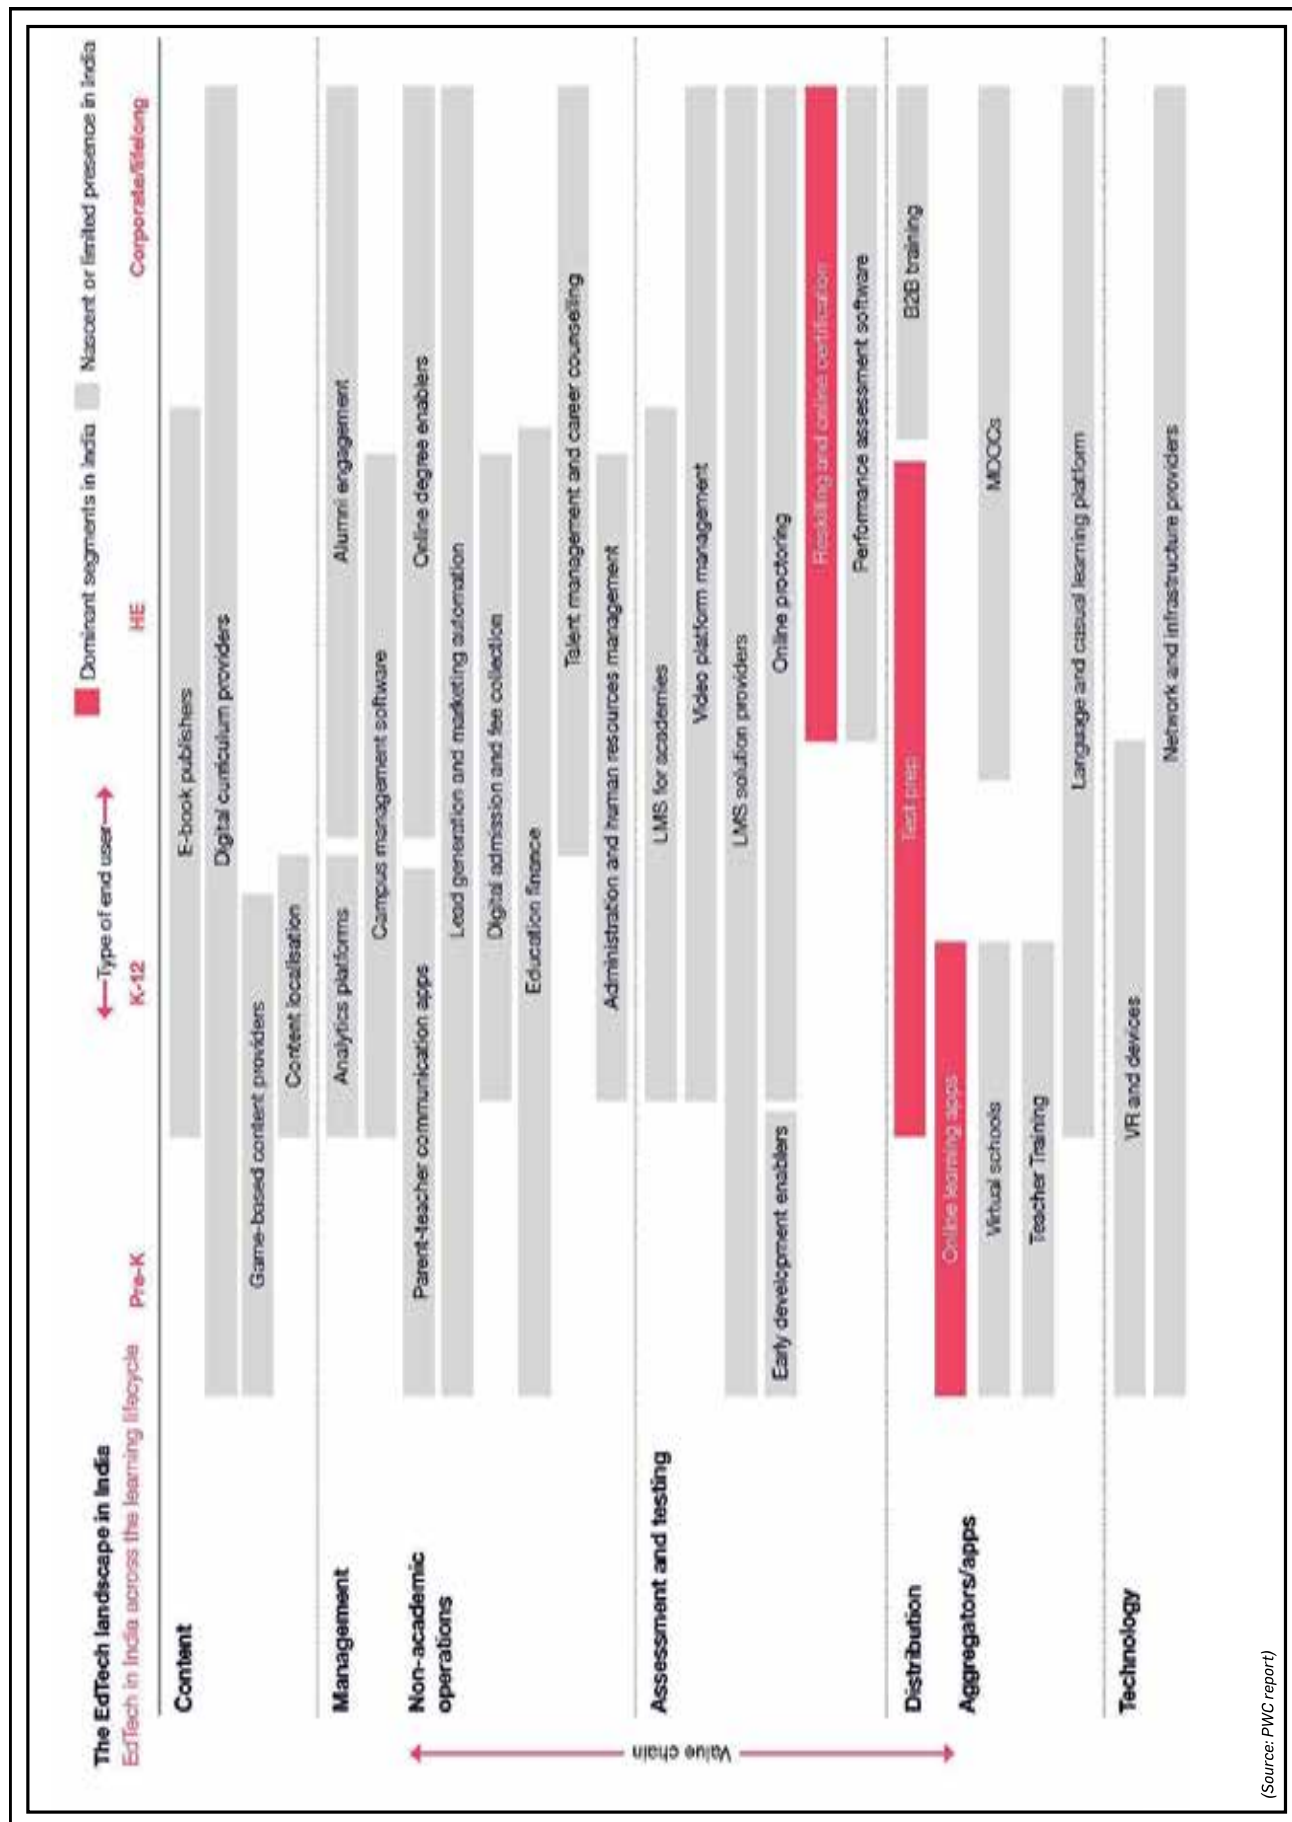 The EdTech landscape in India
EdTech in India across the learning lifecycle
Type of end user
Dominant segments in India
Nascent or limited presence in India
Pre-K
K-12
HE
Corporate/lifelong
Value chain
Content
E-book publishers
Digital curriculum providers
Game-based content providers
Content localisation
Management
Analytics platforms
Alumni engagement
Campus management software
Non-academic
operations
Parent-teacher communication apps
Online degree enablers
Lead generation and marketing automation
Digital admission and fee collection
Education finance
Talent management and career counselling
Administration and human resources management
Assessment and testing
LMS for academies
Video platform management
LMS solution providers
Early development enablers
Online proctoring
Reskilling and online certification
Performance assessment software
Distribution
Test prep
B2B training
Aggregators/apps
Online learning apps
Virtual schools
MOOCs
Teacher Training
Language and casual learning platform
Technology
VR and devices
Network and infrastructure providers
(Source: PWC report)